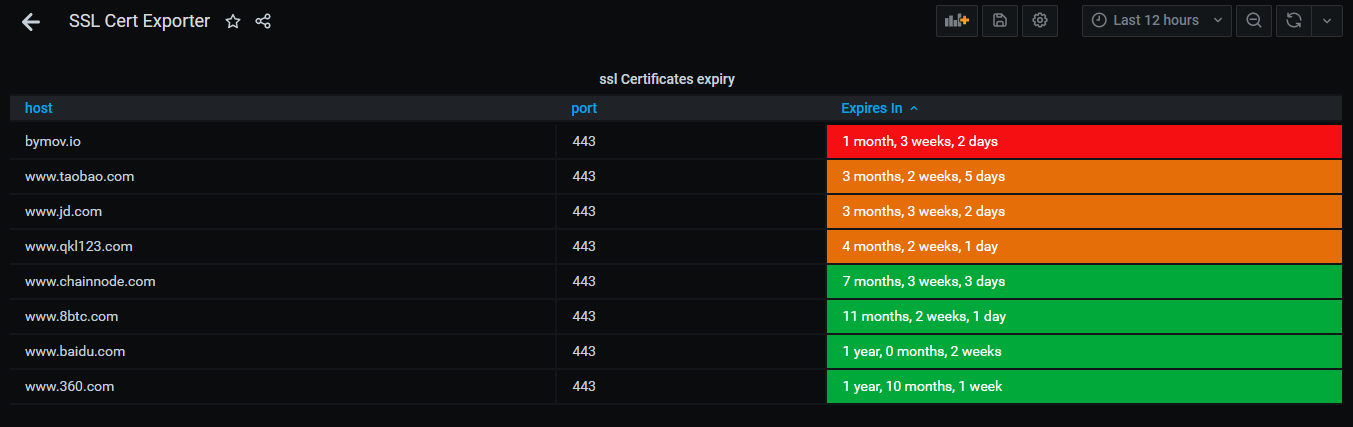 SSL Cert Exporter
Last 12 hours
ssl Certificates expiry
host port Expires In
bymov.io 443 1 month, 3 weeks, 2 days
www.taobao.com 443 3 months, 2 weeks, 5 days
www.jd.com 443 3 months, 3 weeks, 2 days
www.qkl123.com 443 4 months, 2 weeks, 1 day
www.chainnode.com 443 7 months, 3 weeks, 3 days
www.8btc.com 443 11 months, 2 weeks, 1 day
www.baidu.com 443 1 year, 0 months, 2 weeks
www.360.com 443 1 year, 10 months, 1 week